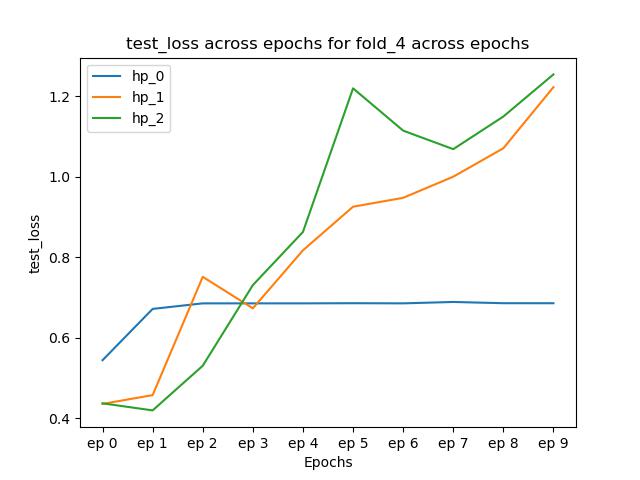 test_loss across epochs for fold_4 across epochs
hp_0
hp_1
hp_2
1.2
1.0
0.8
0.6
0.4
test_loss
ep 0 ep 1 ep 2 ep 3 ep 4 ep 5 ep 6 ep 7 ep 8 ep 9
Epochs